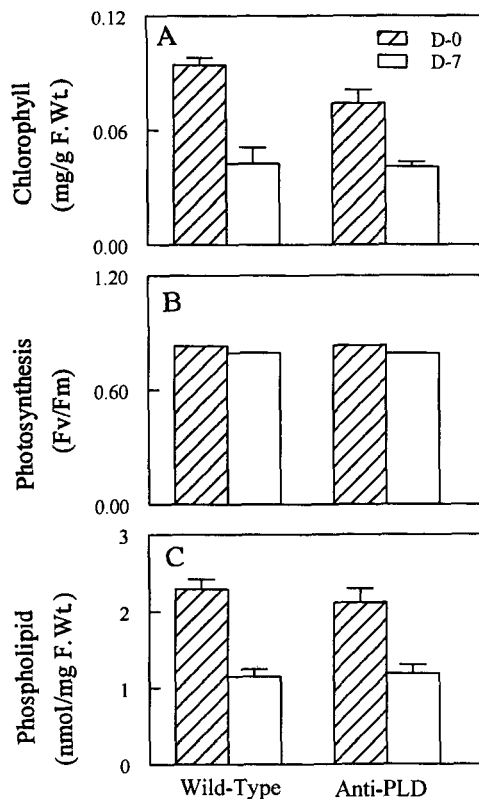 A
D-0
D-7
Chlorophyll
(mg/g F.Wt.)
0.12
0.06
0.00
B
Photosynthesis
(Fv/Fm)
1.20
0.60
0.00
C
Phospholipid
(nmol/mg F.Wt.)
3
2
1
0
Wild-Type
Anti-PLD